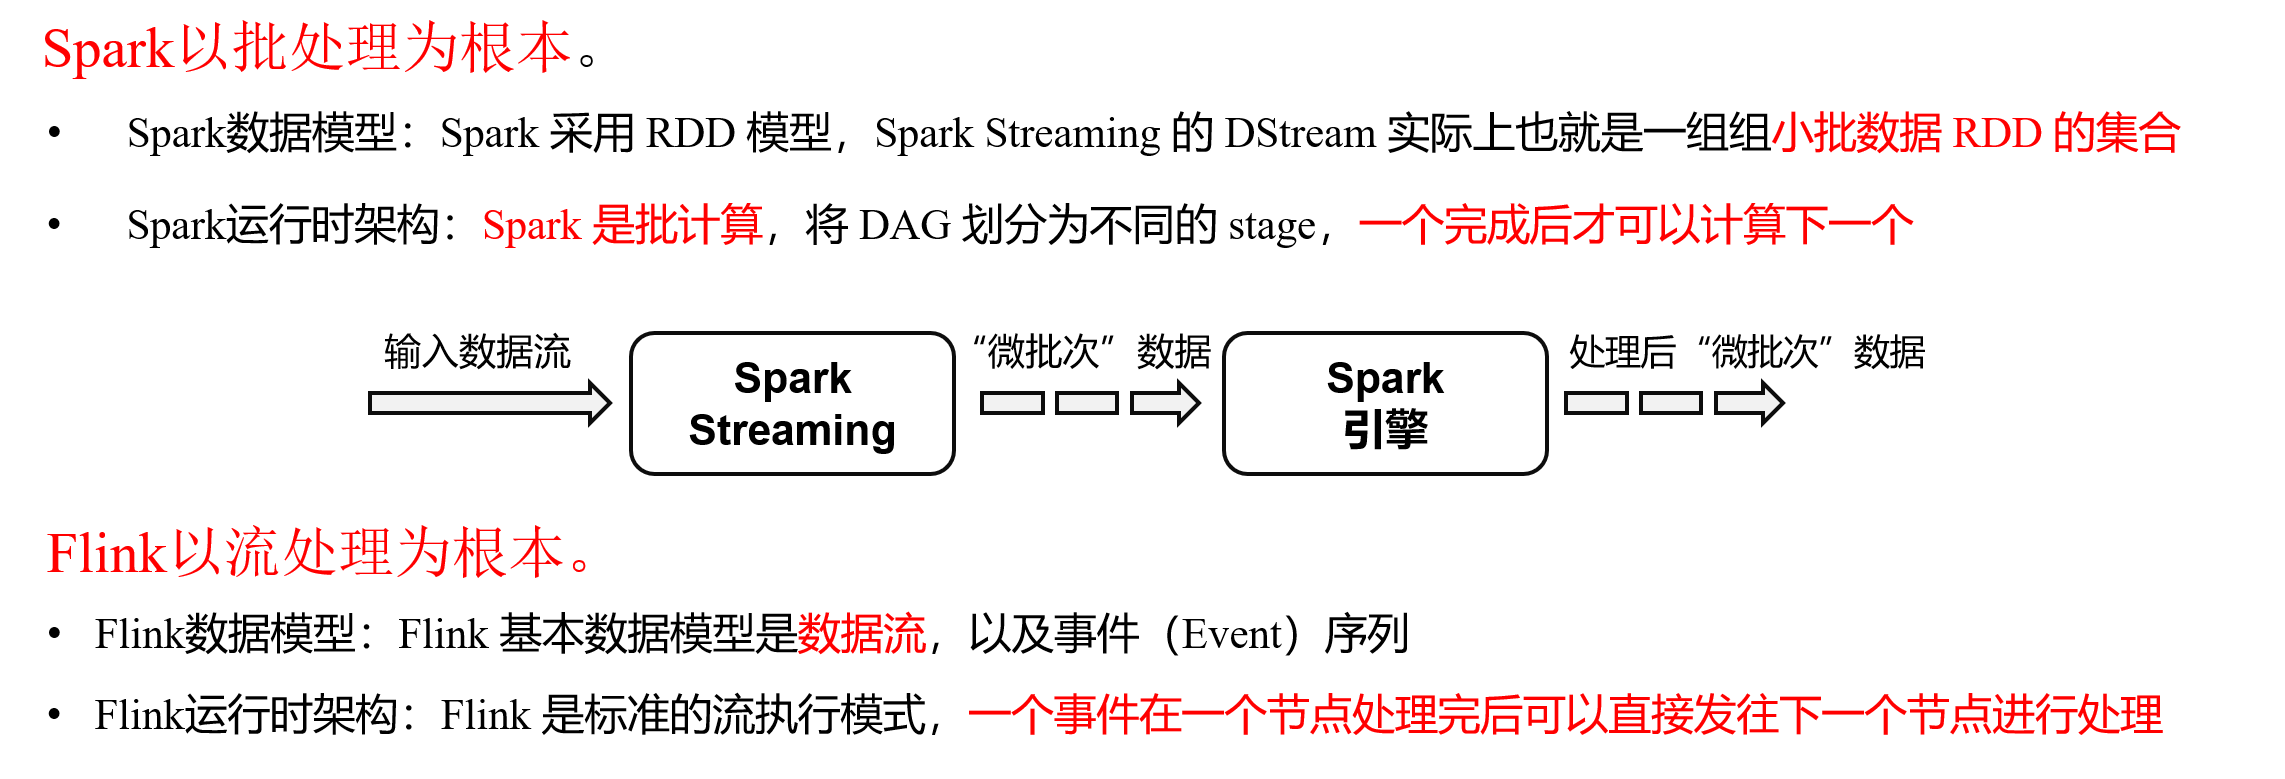 Spark以批处理为根本。
• Spark数据模型：Spark 采用 RDD 模型，Spark Streaming 的 DStream 实际上也就是一组组小批数据 RDD 的集合
• Spark运行时架构：Spark 是批计算，将 DAG 划分为不同的 stage，一个完成后才可以计算下一个
输入数据流
Spark
Streaming
“微批次”数据
Spark
引擎
处理后“微批次”数据
Flink以流处理为根本。
• Flink数据模型：Flink 基本数据模型是数据流，以及事件（Event）序列
• Flink运行时架构：Flink 是标准的流执行模式，一个事件在一个节点处理完后可以直接发往下一个节点进行处理